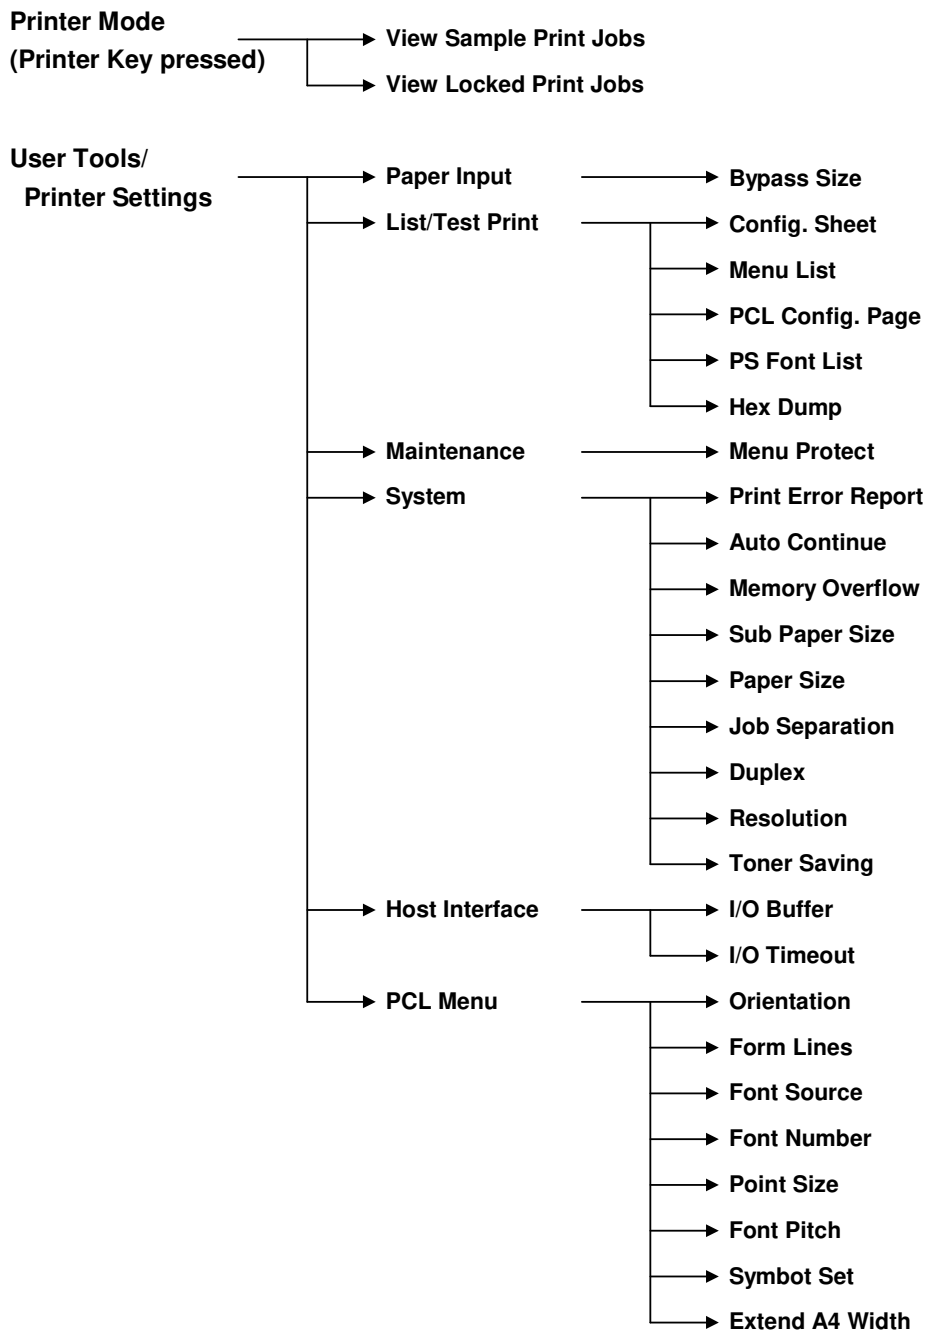 Printer Mode
(Printer Key pressed)
View Sample Print Jobs
View Locked Print Jobs
User Tools/
Printer Settings
Paper Input
Bypass Size
List/Test Print
Config. Sheet
Menu List
PCL Config. Page
PS Font List
Hex Dump
Maintenance
Menu Protect
System
Print Error Report
Auto Continue
Memory Overflow
Sub Paper Size
Paper Size
Job Separation
Duplex
Resolution
Toner Saving
Host Interface
I/O Buffer
I/O Timeout
PCL Menu
Orientation
Form Lines
Font Source
Font Number
Point Size
Font Pitch
Symbot Set
Extend A4 Width